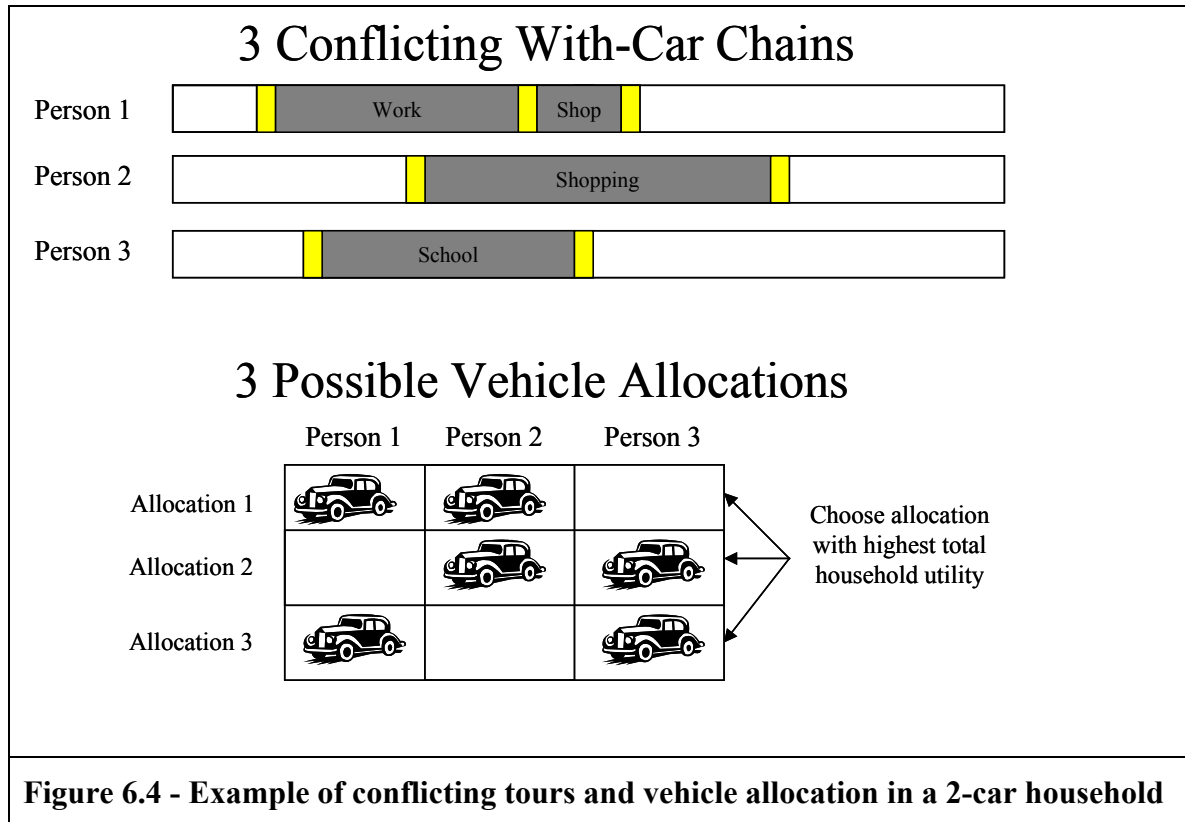 3 Conflicting With-Car Chains
Person 1
Work
Shop
Person 2
Shopping
Person 3
School
3 Possible Vehicle Allocations
Person 1 Person 2 Person 3
Allocation 1
Allocation 2
Allocation 3
Choose allocation
with highest total
household utility
Figure 6.4 - Example of conflicting tours and vehicle allocation in a 2-car household